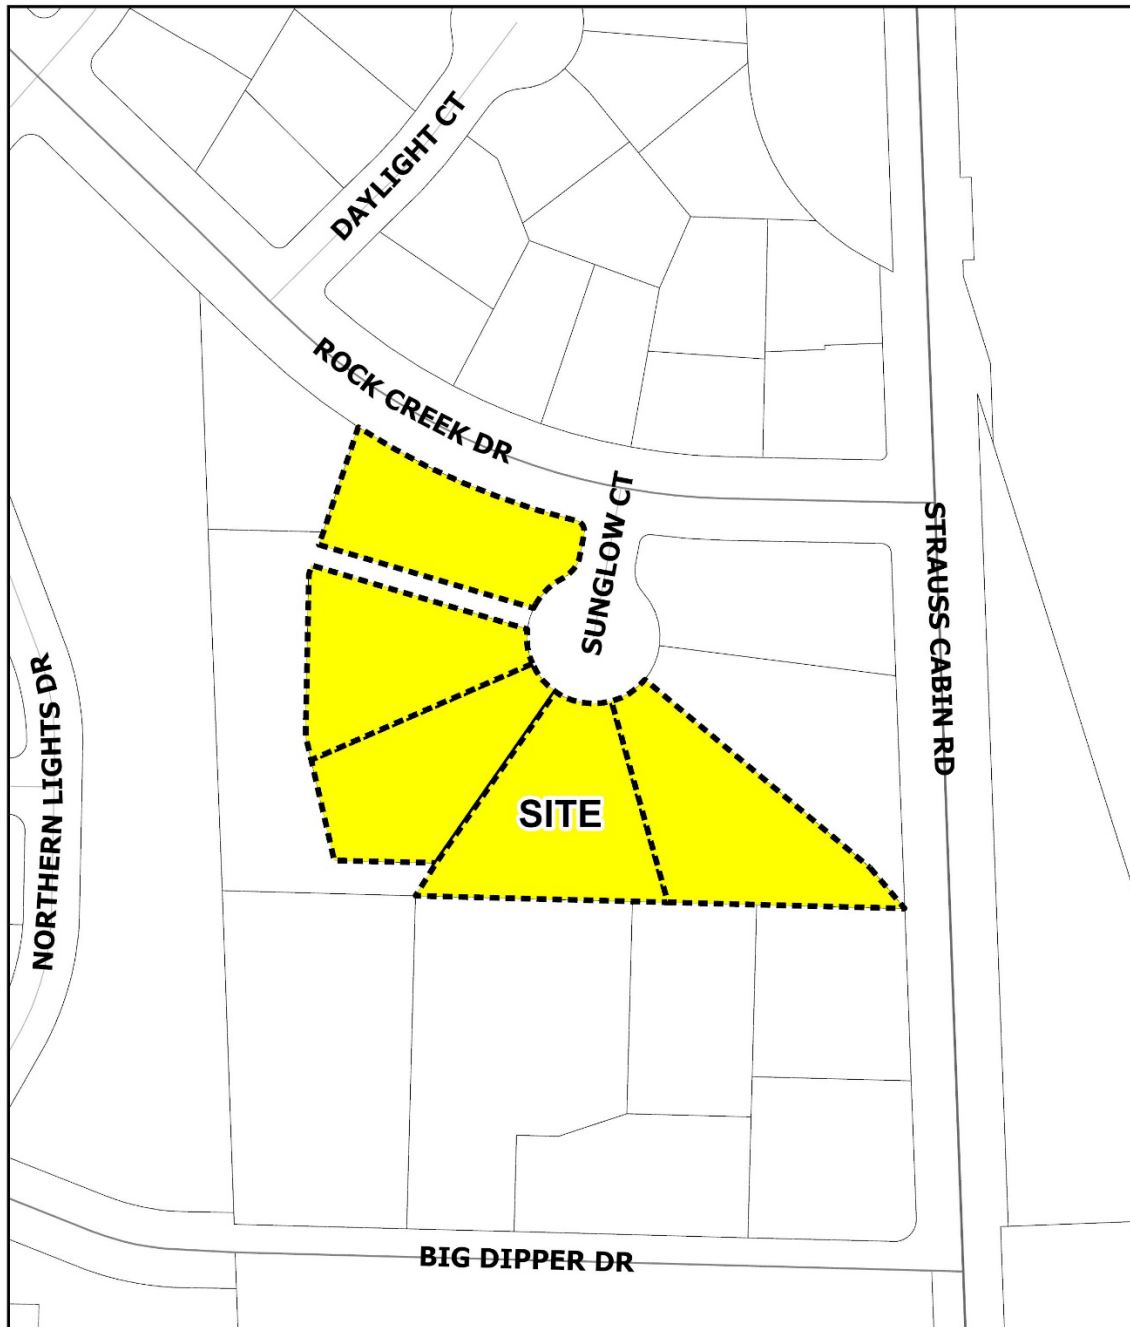 DAYLIGHT CT
ROCK CREEK DR
SUNGLOW CT
STRAUSS CABIN RD
NORTHERN LIGHTS DR
SITE
BIG DIPPER DR